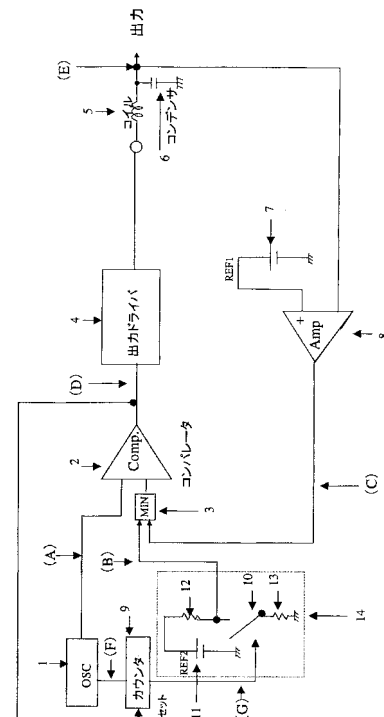 出力
(E)
5
コイル
コンデンサ
6
7
REF1
4
出力ドライバ
+
Amp
8
(D)
コンパレータ
Comp.
2
MIN
3
(C)
(A)
(B)
12
10
13
14
1
OSC
(F)
9
カウンタ
セット
REF2
11
(G)